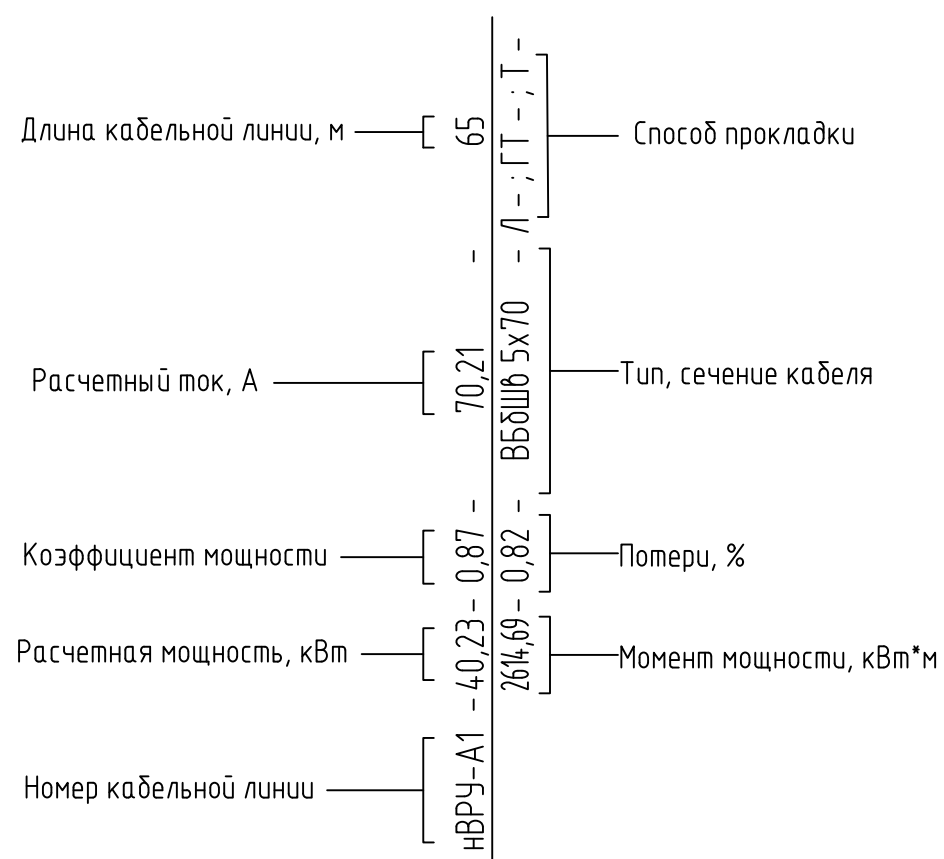 Длина кабельной линии, м
Расчетный ток, А
Коэффициент мощности
Расчетная мощность, кВт
Номер кабельной линии
нВРУ-А1 - 40,23 - 0,87 - 70,21 - 65
2614,69 - 0,82 - ВБбШв 5х70 - Л - ;ГТ - ; Т -
Способ прокладки
Тип, сечение кабеля
Потери, %
Момент мощности, кВт*м